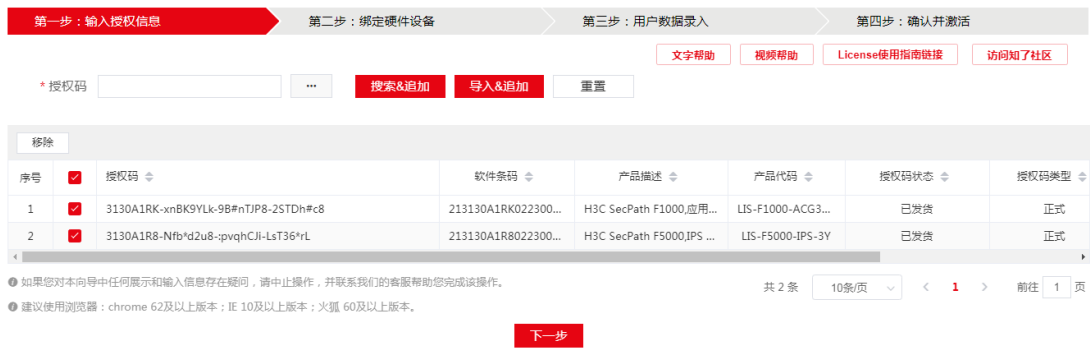 第一步：输入授权信息 第二步：绑定硬件设备 第三步：用户数据录入 第四步：确认并激活
文字帮助 视频帮助 License使用指南链接 访问知了社区
* 授权码 ... 搜索&追加 导入&追加 重置
移除
序号 授权码 软件条码 产品描述 产品代码 授权码状态 授权码类型
1 3130A1RK-xnBK9YLk-9B#nTJP8-2STDh#c8 213130A1RK022300... H3C SecPath F1000,应用... LIS-F1000-ACG3... 已发货 正式
2 3130A1R8-Nfb*d2u8-:pvqhCJi-LsT36*rL 213130A1R8022300... H3C SecPath F5000,IPS ... LIS-F5000-IPS-3Y 已发货 正式
如果您对本向导中任何展示和输入信息存在疑问，请中止操作，并联系我们的客服帮助您完成该操作。
共 2 条 10条/页 1 前往 1 页
建议使用浏览器：chrome 62及以上版本；IE 10及以上版本；火狐 60及以上版本。
下一步